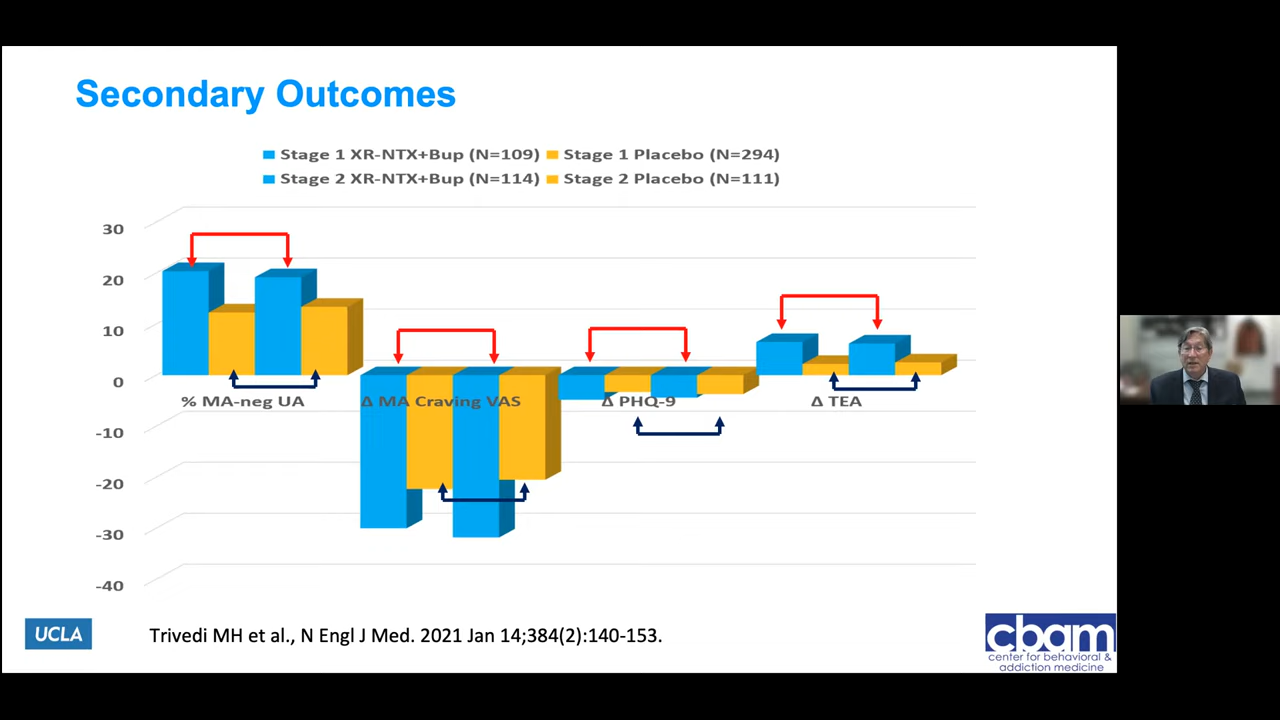 Secondary Outcomes
Stage 1 XR-NTX+Bup (N=109) Stage 1 Placebo (N=294)
Stage 2 XR-NTX+Bup (N=114) Stage 2 Placebo (N=111)
30
20
10
0
-10
-20
-30
-40
% MA-neg UA Δ MA Craving VAS Δ PHQ-9 Δ TEA
UCLA
Trivedi MH et al., N Engl J Med. 2021 Jan 14;384(2):140-153.
cbam
center for behavioral &
addiction medicine